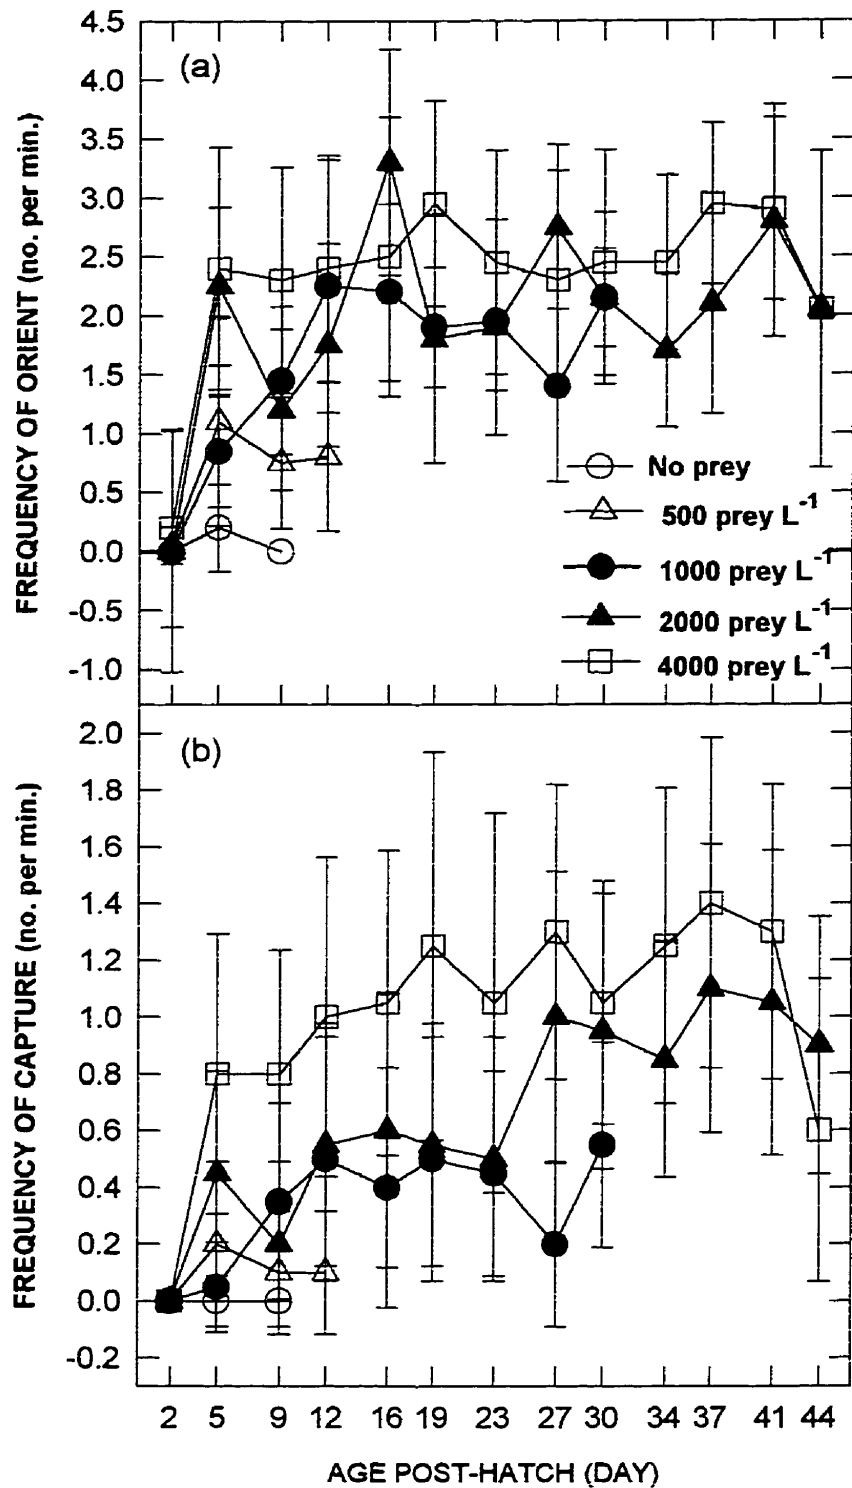 4.5
4.0
3.5
3.0
2.5
2.0
1.5
1.0
0.5
0.0
-0.5
-1.0
FREQUENCY OF ORIENT (no. per min.)
(a)
No prey
500 prey L-1
1000 prey L-1
2000 prey L-1
4000 prey L-1
2.0
1.8
1.6
1.4
1.2
1.0
0.8
0.6
0.4
0.2
0.0
-0.2
FREQUENCY OF CAPTURE (no. per min.)
(b)
2 5 9 12 16 19 23 27 30 34 37 41 44
AGE POST-HATCH (DAY)